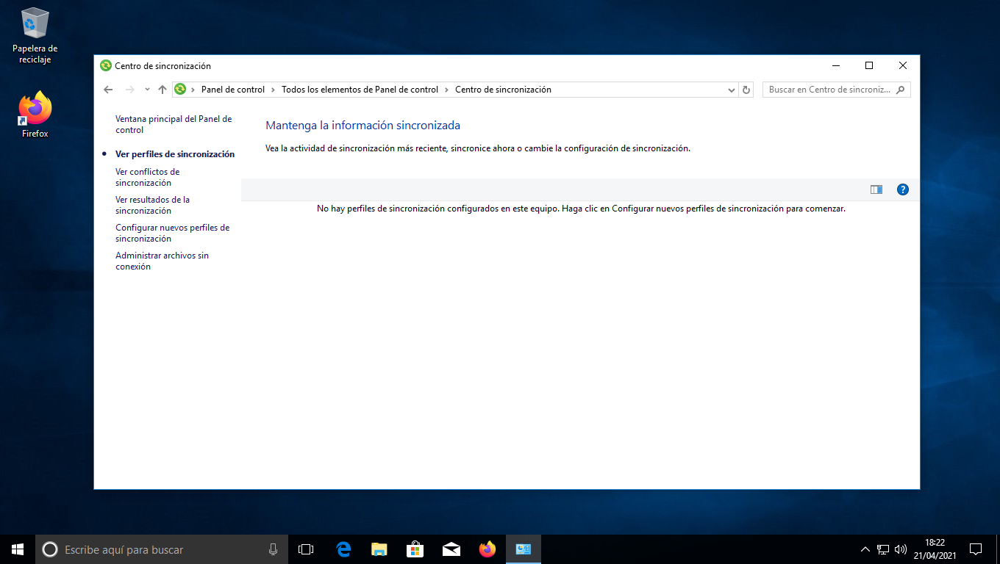 Papelera de
reciclaje
Firefox
Centro de sincronización
Panel de control
Todos los elementos de Panel de control
Centro de sincronización
Buscar en Centro de sincroniz...
Ventana principal del Panel de
control
Ver perfiles de sincronización
Ver conflictos de
sincronización
Ver resultados de la
sincronización
Configurar nuevos perfiles de
sincronización
Administrar archivos sin
conexión
Mantenga la información sincronizada
Vea la actividad de sincronización más reciente, sincronice ahora o cambie la configuración de sincronización.
No hay perfiles de sincronización configurados en este equipo. Haga clic en Configurar nuevos perfiles de sincronización para comenzar.
Escribe aquí para buscar
18:22
21/04/2021